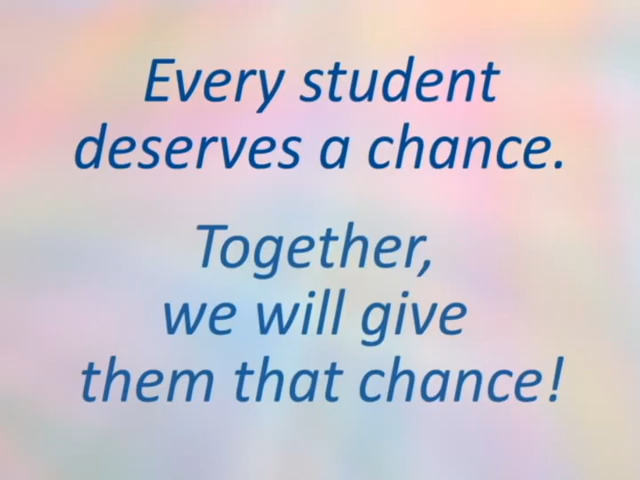 Every student
deserves a chance.
Together,
we will give
them that chance!